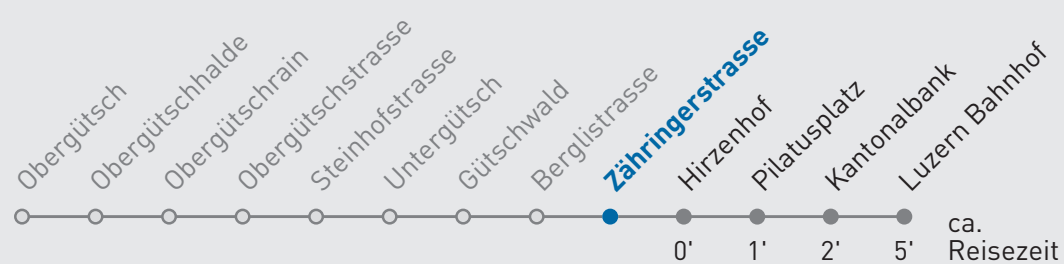 Obergütsch
Obergütschhalde
Obergütschrain
Obergütschstrasse
Steinhofstrasse
Untergütsch
Gütschwald
Berglistrasse
Zähringerstrasse
Hirzenhof
Pilatusplatz
Kantonalbank
Luzern Bahnhof
0' 1' 2' 5'
ca.
Reisezeit